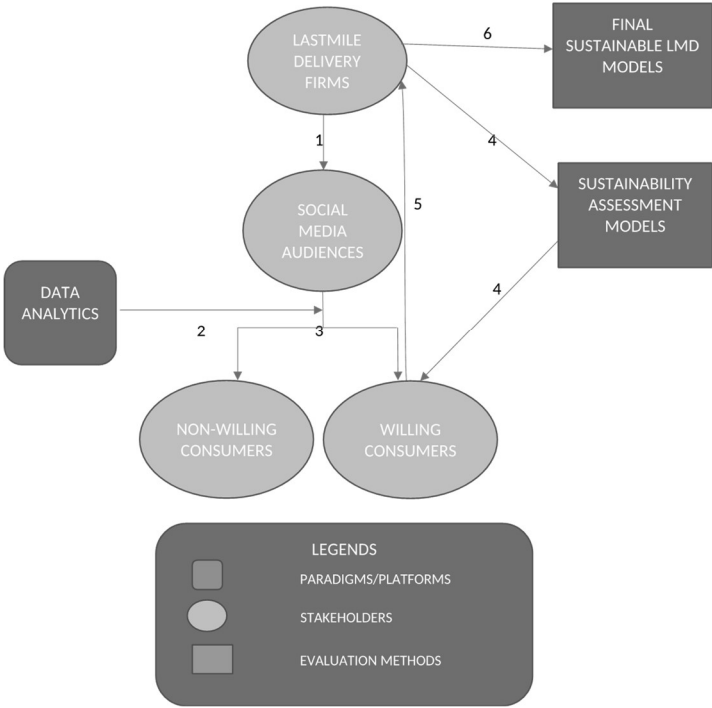 LASTMILE
DELIVERY
FIRMS
6
FINAL
SUSTAINABLE LMD
MODELS
1
4
SOCIAL
MEDIA
AUDIENCES
5
SUSTAINABILITY
ASSESSMENT
MODELS
DATA
ANALYTICS
4
2
3
NON-WILLING
CONSUMERS
WILLING
CONSUMERS
LEGENDS
PARADIGMS/PLATFORMS
STAKEHOLDERS
EVALUATION METHODS